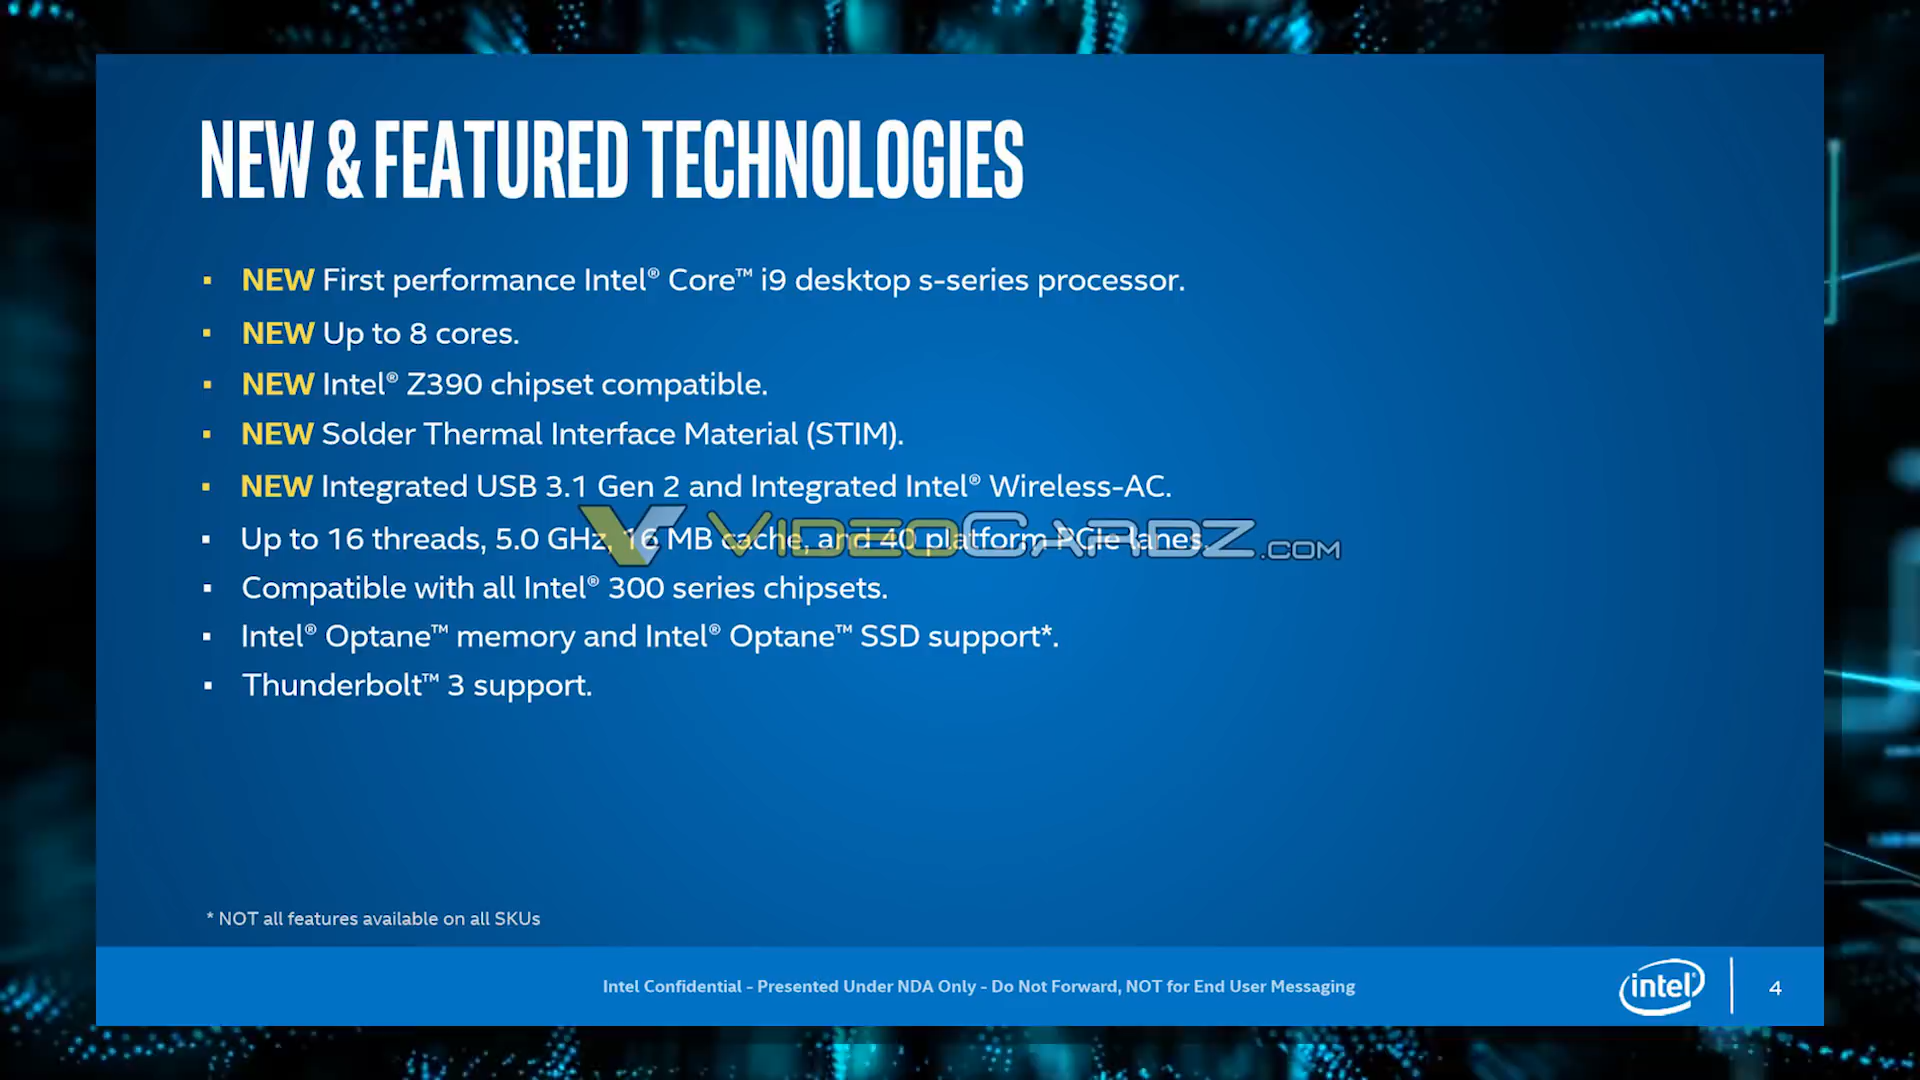 NEW & FEATURED TECHNOLOGIES
▪ NEW First performance Intel® Core™ i9 desktop s-series processor.
▪ NEW Up to 8 cores.
▪ NEW Intel® Z390 chipset compatible.
▪ NEW Solder Thermal Interface Material (STIM).
▪ NEW Integrated USB 3.1 Gen 2 and Integrated Intel® Wireless-AC.
▪ Up to 16 threads, 5.0 GHz, 16 MB cache, and 40 platform PCIe lanes.
VIDEOCARDZ.COM
▪ Compatible with all Intel® 300 series chipsets.
▪ Intel® Optane™ memory and Intel® Optane™ SSD support*.
▪ Thunderbolt™ 3 support.
* NOT all features available on all SKUs
Intel Confidential - Presented Under NDA Only - Do Not Forward, NOT for End User Messaging
intel®
4